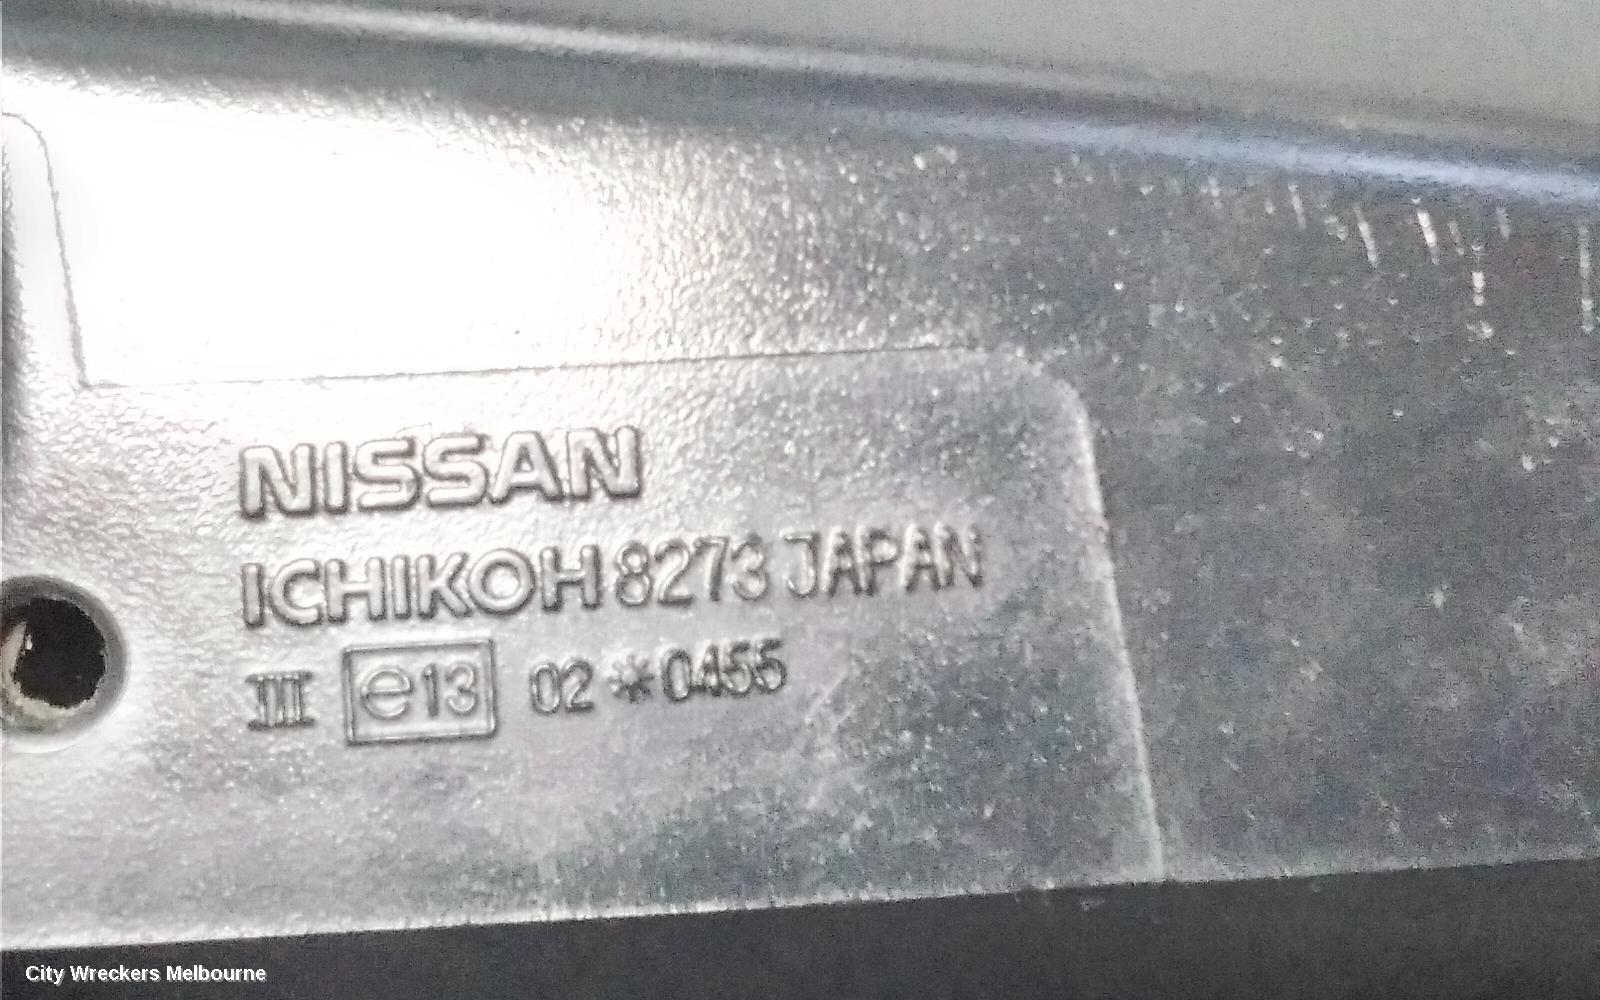 NISSAN
ICHIKOH 8273 JAPAN
III e13 02 * 0455
City Wreckers Melbourne